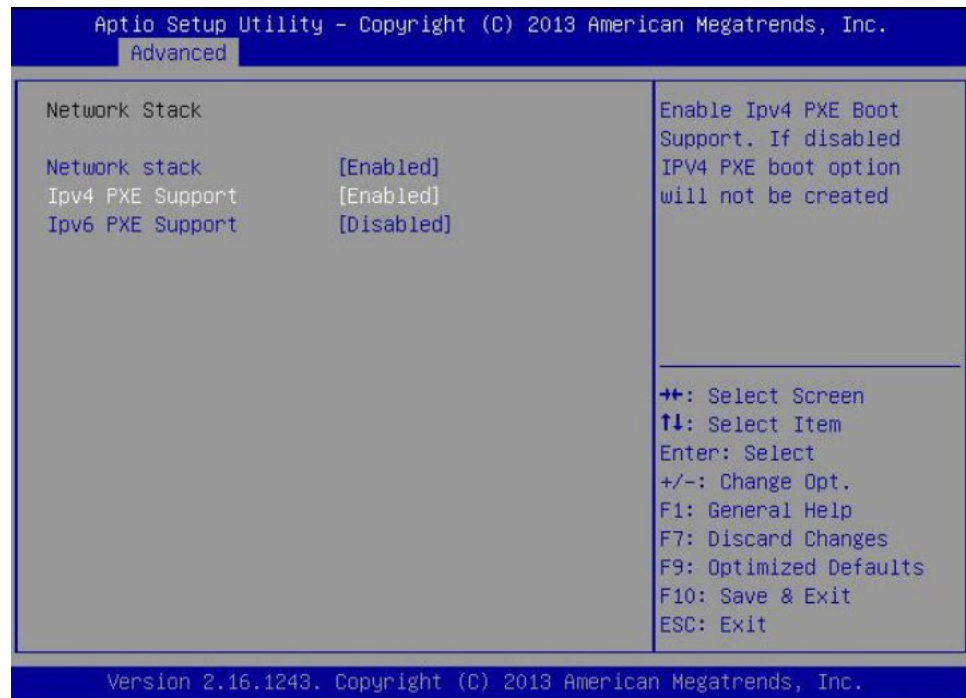 Aptio Setup Utility – Copyright (C) 2013 American Megatrends, Inc.
Advanced
Network Stack
Network stack [Enabled]
Ipv4 PXE Support [Enabled]
Ipv6 PXE Support [Disabled]
Enable Ipv4 PXE Boot
Support. If disabled
IPV4 PXE boot option
will not be created
→←: Select Screen
↑↓: Select Item
Enter: Select
+/-: Change Opt.
F1: General Help
F7: Discard Changes
F9: Optimized Defaults
F10: Save & Exit
ESC: Exit
Version 2.16.1243. Copyright (C) 2013 American Megatrends, Inc.